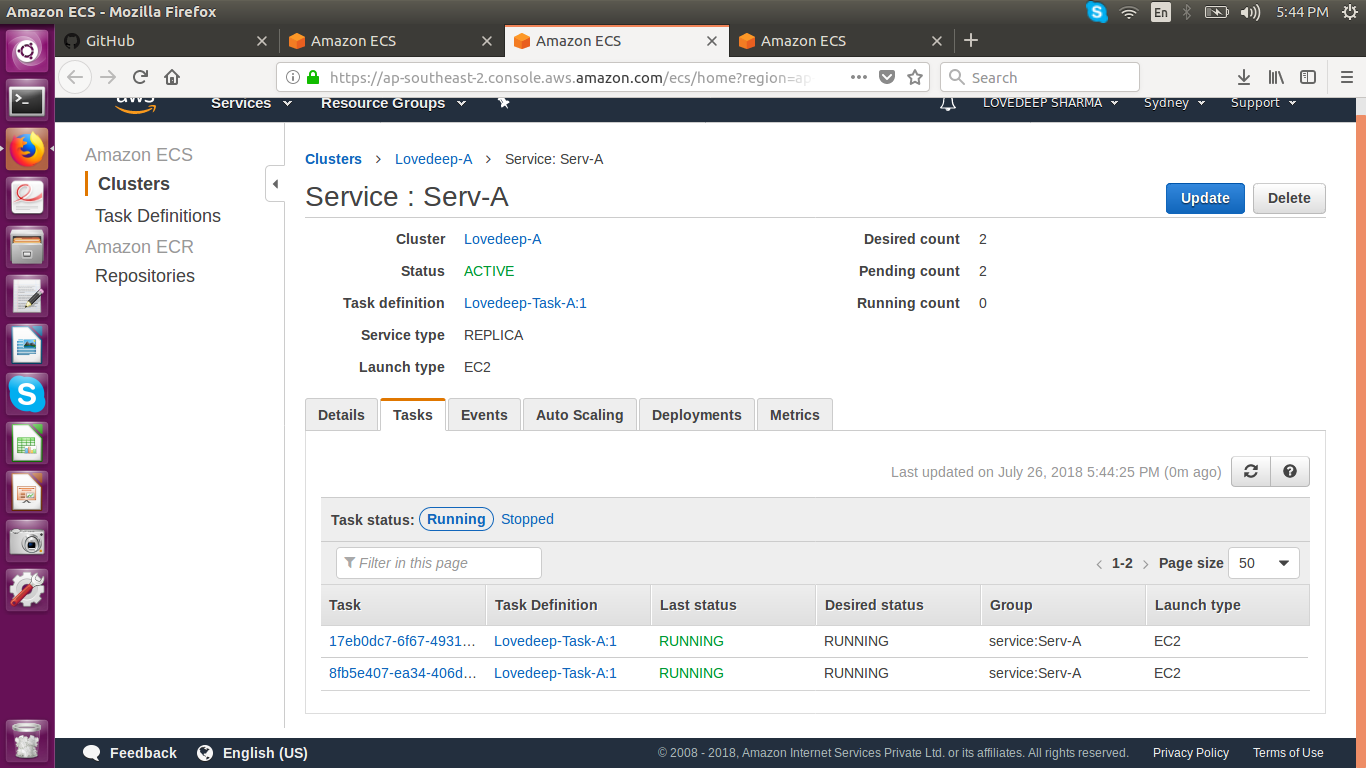 Amazon ECS - Mozilla Firefox
En
5:44 PM
GitHub
Amazon ECS
Amazon ECS
Amazon ECS
https://ap-southeast-2.console.aws.amazon.com/ecs/home?region=ap
Search
aws
Services
Resource Groups
LOVEDEEP SHARMA
Sydney
Support
Amazon ECS
Clusters
Task Definitions
Amazon ECR
Repositories
Clusters > Lovedeep-A > Service: Serv-A
Service : Serv-A
Update
Delete
Cluster Lovedeep-A
Status ACTIVE
Task definition Lovedeep-Task-A:1
Service type REPLICA
Launch type EC2
Desired count 2
Pending count 2
Running count 0
Details
Tasks
Events
Auto Scaling
Deployments
Metrics
Last updated on July 26, 2018 5:44:25 PM (0m ago)
Task status: Running Stopped
Filter in this page
< 1-2 > Page size 50
Task Task Definition Last status Desired status Group Launch type
17eb0dc7-6f67-4931... Lovedeep-Task-A:1 RUNNING RUNNING service:Serv-A EC2
8fb5e407-ea34-406d... Lovedeep-Task-A:1 RUNNING RUNNING service:Serv-A EC2
Feedback
English (US)
© 2008 - 2018, Amazon Internet Services Private Ltd. or its affiliates. All rights reserved.
Privacy Policy
Terms of Use